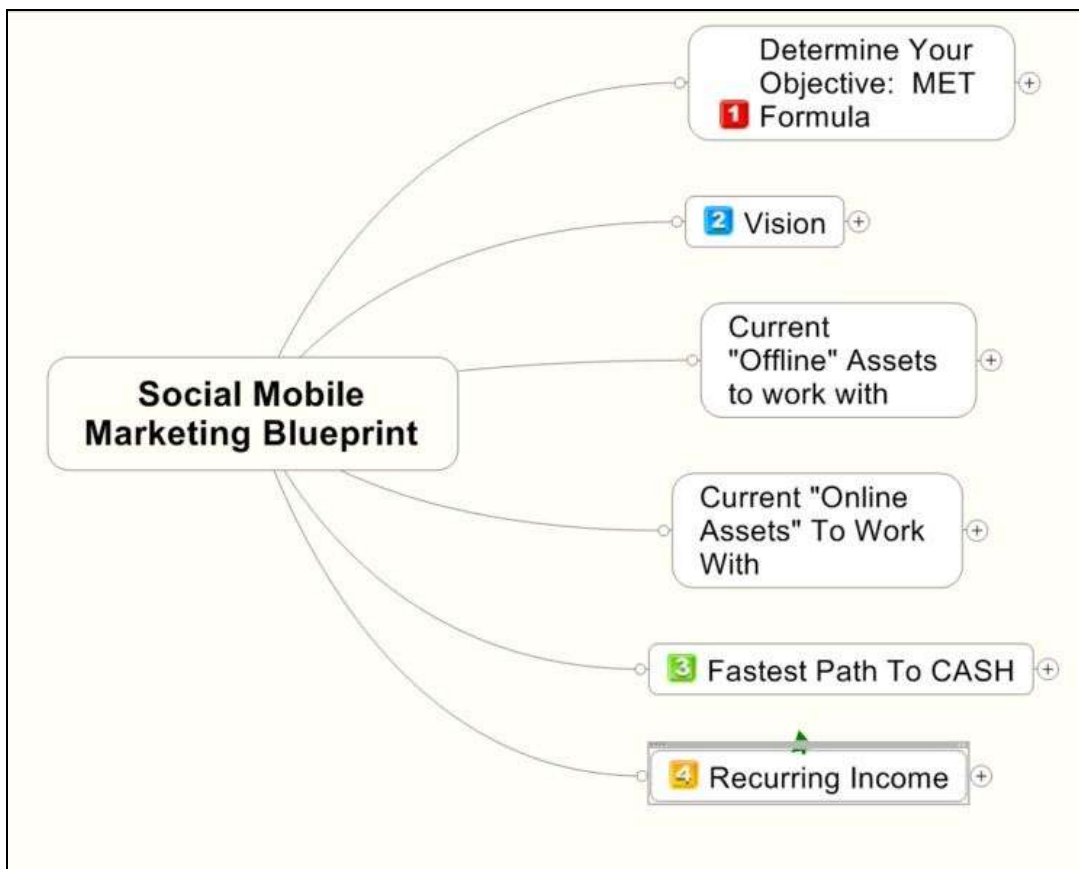 Determine Your
Objective: MET
1 Formula
2 Vision
Current
"Offline" Assets
to work with
Social Mobile
Marketing Blueprint
Current "Online
Assets" To Work
With
3 Fastest Path To CASH
4 Recurring Income